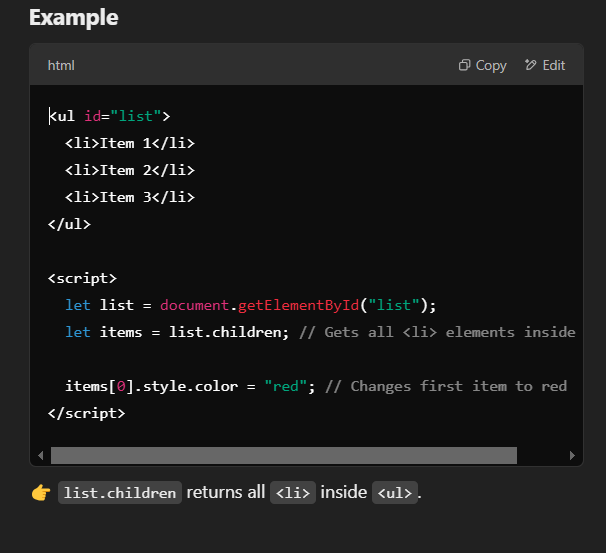 Example
html Copy Edit
<ul id="list">
  <li>Item 1</li>
  <li>Item 2</li>
  <li>Item 3</li>
</ul>
<script>
  let list = document.getElementById("list");
  let items = list.children; // Gets all <li> elements inside
  items[0].style.color = "red"; // Changes first item to red
</script>
👉 list.children returns all <li> inside <ul>.